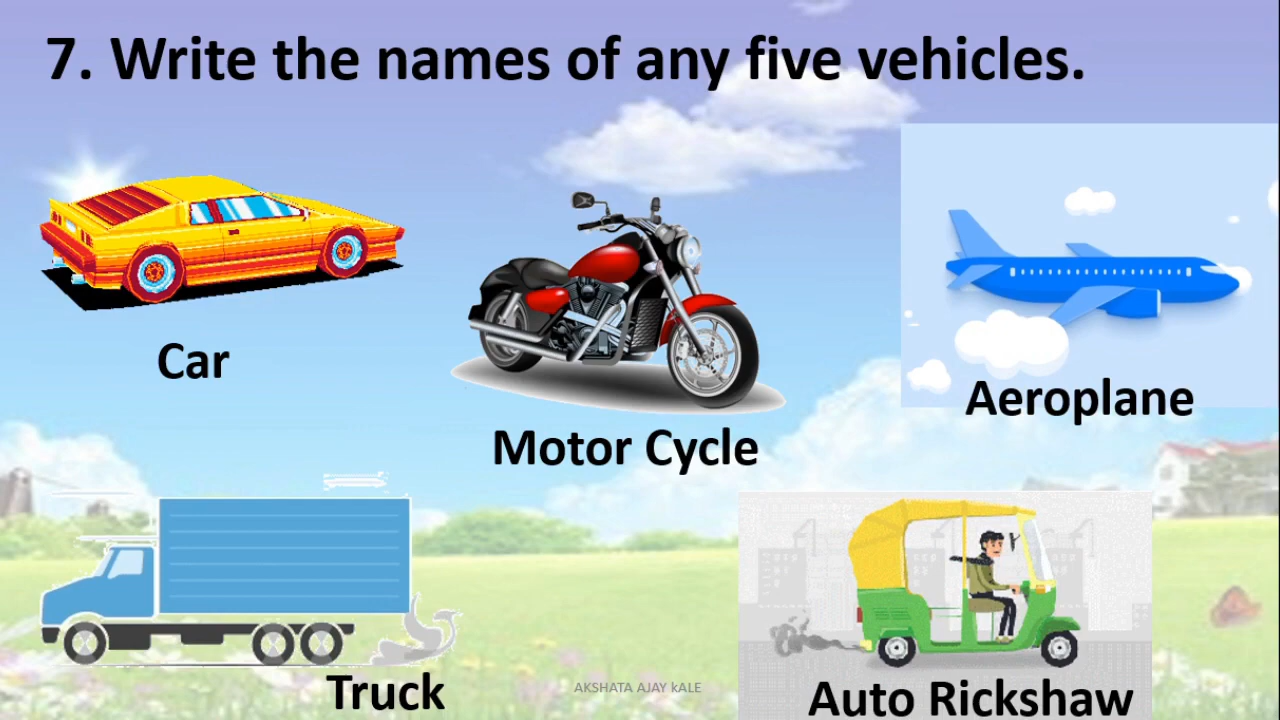 7. Write the names of any five vehicles.
Car
Motor Cycle
Aeroplane
Truck
AKSHATA AJAY kALE
Auto Rickshaw